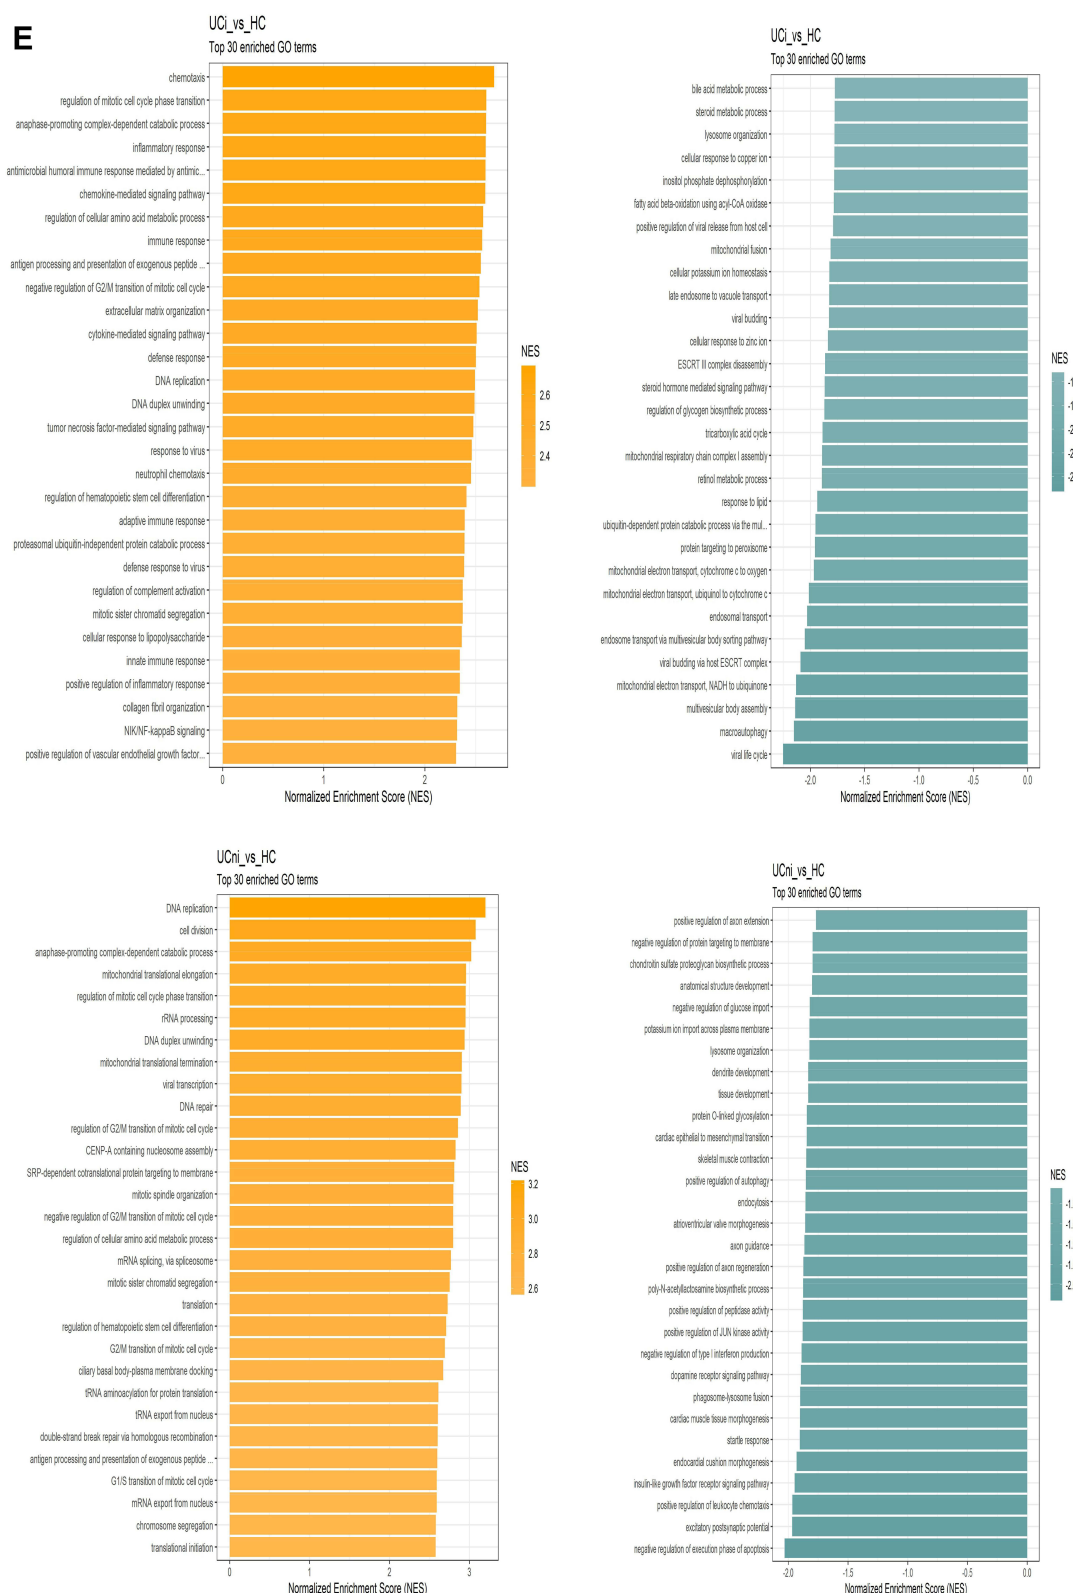 E
UCi_vs_HC
Top 30 enriched GO terms
chemotaxis
regulation of mitotic cell cycle phase transition
anaphase-promoting complex-dependent catabolic process
inflammatory response
antimicrobial humoral immune response mediated by antimic...
chemokine-mediated signaling pathway
regulation of cellular amino acid metabolic process
immune response
antigen processing and presentation of exogenous peptide ...
negative regulation of G2/M transition of mitotic cell cycle
extracellular matrix organization
cytokine-mediated signaling pathway
defense response
DNA replication
DNA duplex unwinding
tumor necrosis factor-mediated signaling pathway
response to virus
neutrophil chemotaxis
regulation of hematopoietic stem cell differentiation
adaptive immune response
proteasomal ubiquitin-independent protein catabolic process
defense response to virus
regulation of complement activation
mitotic sister chromatid segregation
cellular response to lipopolysaccharide
innate immune response
positive regulation of inflammatory response
collagen fibril organization
NIK/NF-kappaB signaling
positive regulation of vascular endothelial growth factor...
0 1 2
Normalized Enrichment Score (NES)
NES
2.6
2.5
2.4
UCi_vs_HC
Top 30 enriched GO terms
bile acid metabolic process
steroid metabolic process
lysosome organization
cellular response to copper ion
inositol phosphate dephosphorylation
fatty acid beta-oxidation using acyl-CoA oxidase
positive regulation of viral release from host cell
mitochondrial fusion
cellular potassium ion homeostasis
late endosome to vacuole transport
viral budding
cellular response to zinc ion
ESCRT III complex disassembly
steroid hormone mediated signaling pathway
regulation of glycogen biosynthetic process
tricarboxylic acid cycle
mitochondrial respiratory chain complex I assembly
retinol metabolic process
response to lipid
ubiquitin-dependent protein catabolic process via the mul...
protein targeting to peroxisome
mitochondrial electron transport, cytochrome c to oxygen
mitochondrial electron transport, ubiquinol to cytochrome c
endosomal transport
endosome transport via multivesicular body sorting pathway
viral budding via host ESCRT complex
mitochondrial electron transport, NADH to ubiquinone
multivesicular body assembly
macroautophagy
viral life cycle
-2.0 -1.5 -1.0 -0.5 0.0
Normalized Enrichment Score (NES)
NES
-1
-1
-2
-2
-2
UCni_vs_HC
Top 30 enriched GO terms
DNA replication
cell division
anaphase-promoting complex-dependent catabolic process
mitochondrial translational elongation
regulation of mitotic cell cycle phase transition
rRNA processing
DNA duplex unwinding
mitochondrial translational termination
viral transcription
DNA repair
regulation of G2/M transition of mitotic cell cycle
CENP-A containing nucleosome assembly
SRP-dependent cotranslational protein targeting to membrane
mitotic spindle organization
negative regulation of G2/M transition of mitotic cell cycle
regulation of cellular amino acid metabolic process
mRNA splicing, via spliceosome
mitotic sister chromatid segregation
translation
regulation of hematopoietic stem cell differentiation
G2/M transition of mitotic cell cycle
ciliary basal body-plasma membrane docking
tRNA aminoacylation for protein translation
tRNA export from nucleus
double-strand break repair via homologous recombination
antigen processing and presentation of exogenous peptide ...
G1/S transition of mitotic cell cycle
mRNA export from nucleus
chromosome segregation
translational initiation
0 1 2 3
Normalized Enrichment Score (NES)
NES
3.2
3.0
2.8
2.6
UCni_vs_HC
Top 30 enriched GO terms
positive regulation of axon extension
negative regulation of protein targeting to membrane
chondroitin sulfate proteoglycan biosynthetic process
anatomical structure development
negative regulation of glucose import
potassium ion import across plasma membrane
lysosome organization
dendrite development
tissue development
protein O-linked glycosylation
cardiac epithelial to mesenchymal transition
skeletal muscle contraction
positive regulation of autophagy
endocytosis
atrioventricular valve morphogenesis
axon guidance
positive regulation of axon regeneration
poly-N-acetyllactosamine biosynthetic process
positive regulation of peptidase activity
positive regulation of JUN kinase activity
negative regulation of type I interferon production
dopamine receptor signaling pathway
phagosome-lysosome fusion
cardiac muscle tissue morphogenesis
startle response
endocardial cushion morphogenesis
insulin-like growth factor receptor signaling pathway
positive regulation of leukocyte chemotaxis
excitatory postsynaptic potential
negative regulation of execution phase of apoptosis
-2.0 -1.5 -1.0 -0.5 0.0
Normalized Enrichment Score (NES)
NES
-1.
-1.
-1.
-1.
-2.